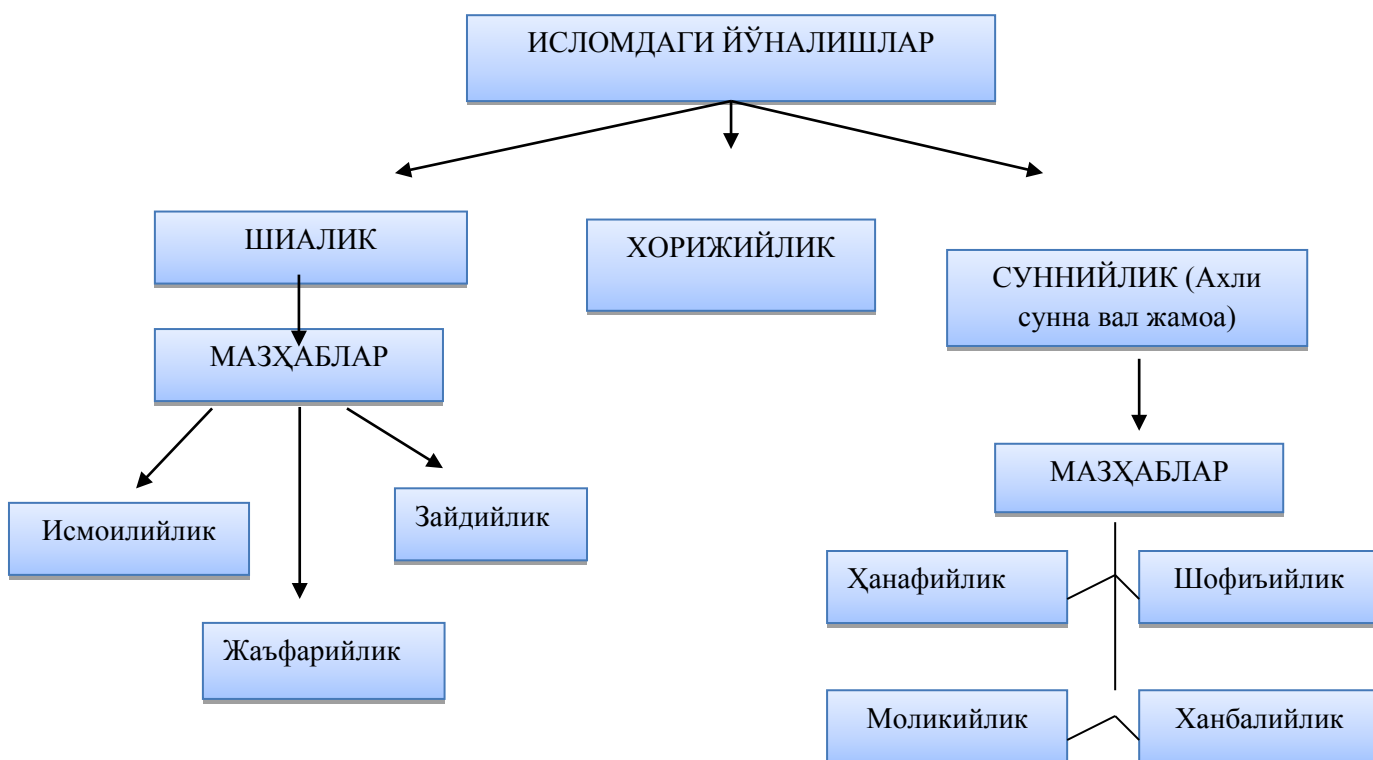 ИСЛОМДАГИ ЙЎНАЛИШЛАР
ШИАЛИК
ХОРИЖИЙЛИК
СУННИЙЛИК (Ахли
сунна вал жамоа)
МАЗҲАБЛАР
МАЗҲАБЛАР
Исмоилийлик
Зайдийлик
Жаъфарийлик
Ҳанафийлик
Шофиъийлик
Моликийлик
Ханбалийлик